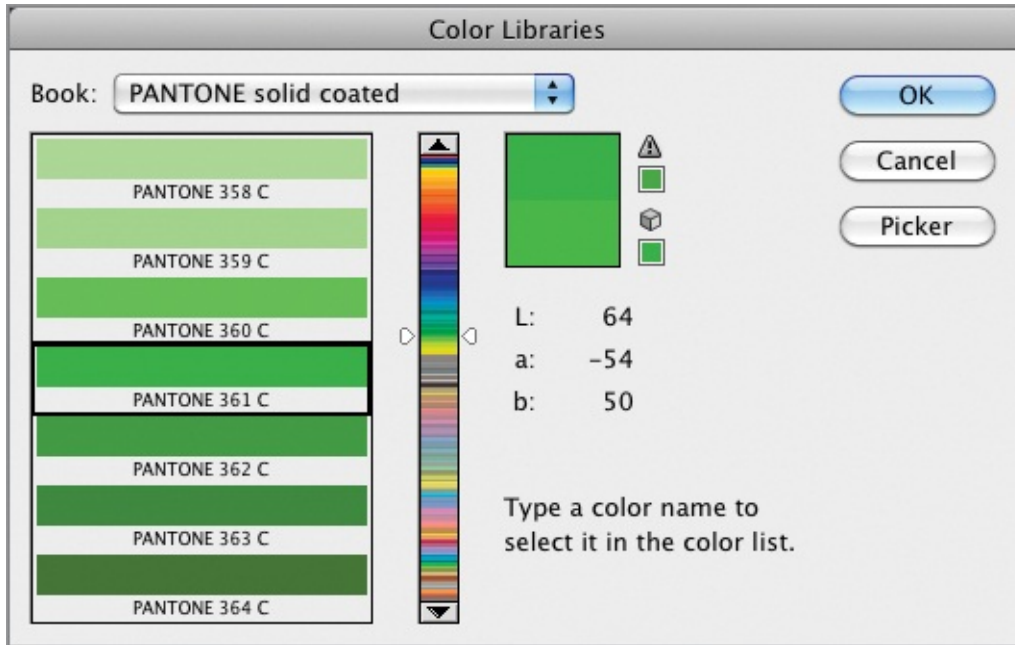 Color Libraries
Book: PANTONE solid coated
OK
Cancel
Picker
PANTONE 358 C
PANTONE 359 C
PANTONE 360 C
PANTONE 361 C
PANTONE 362 C
PANTONE 363 C
PANTONE 364 C
L: 64
a: -54
b: 50
Type a color name to
select it in the color list.